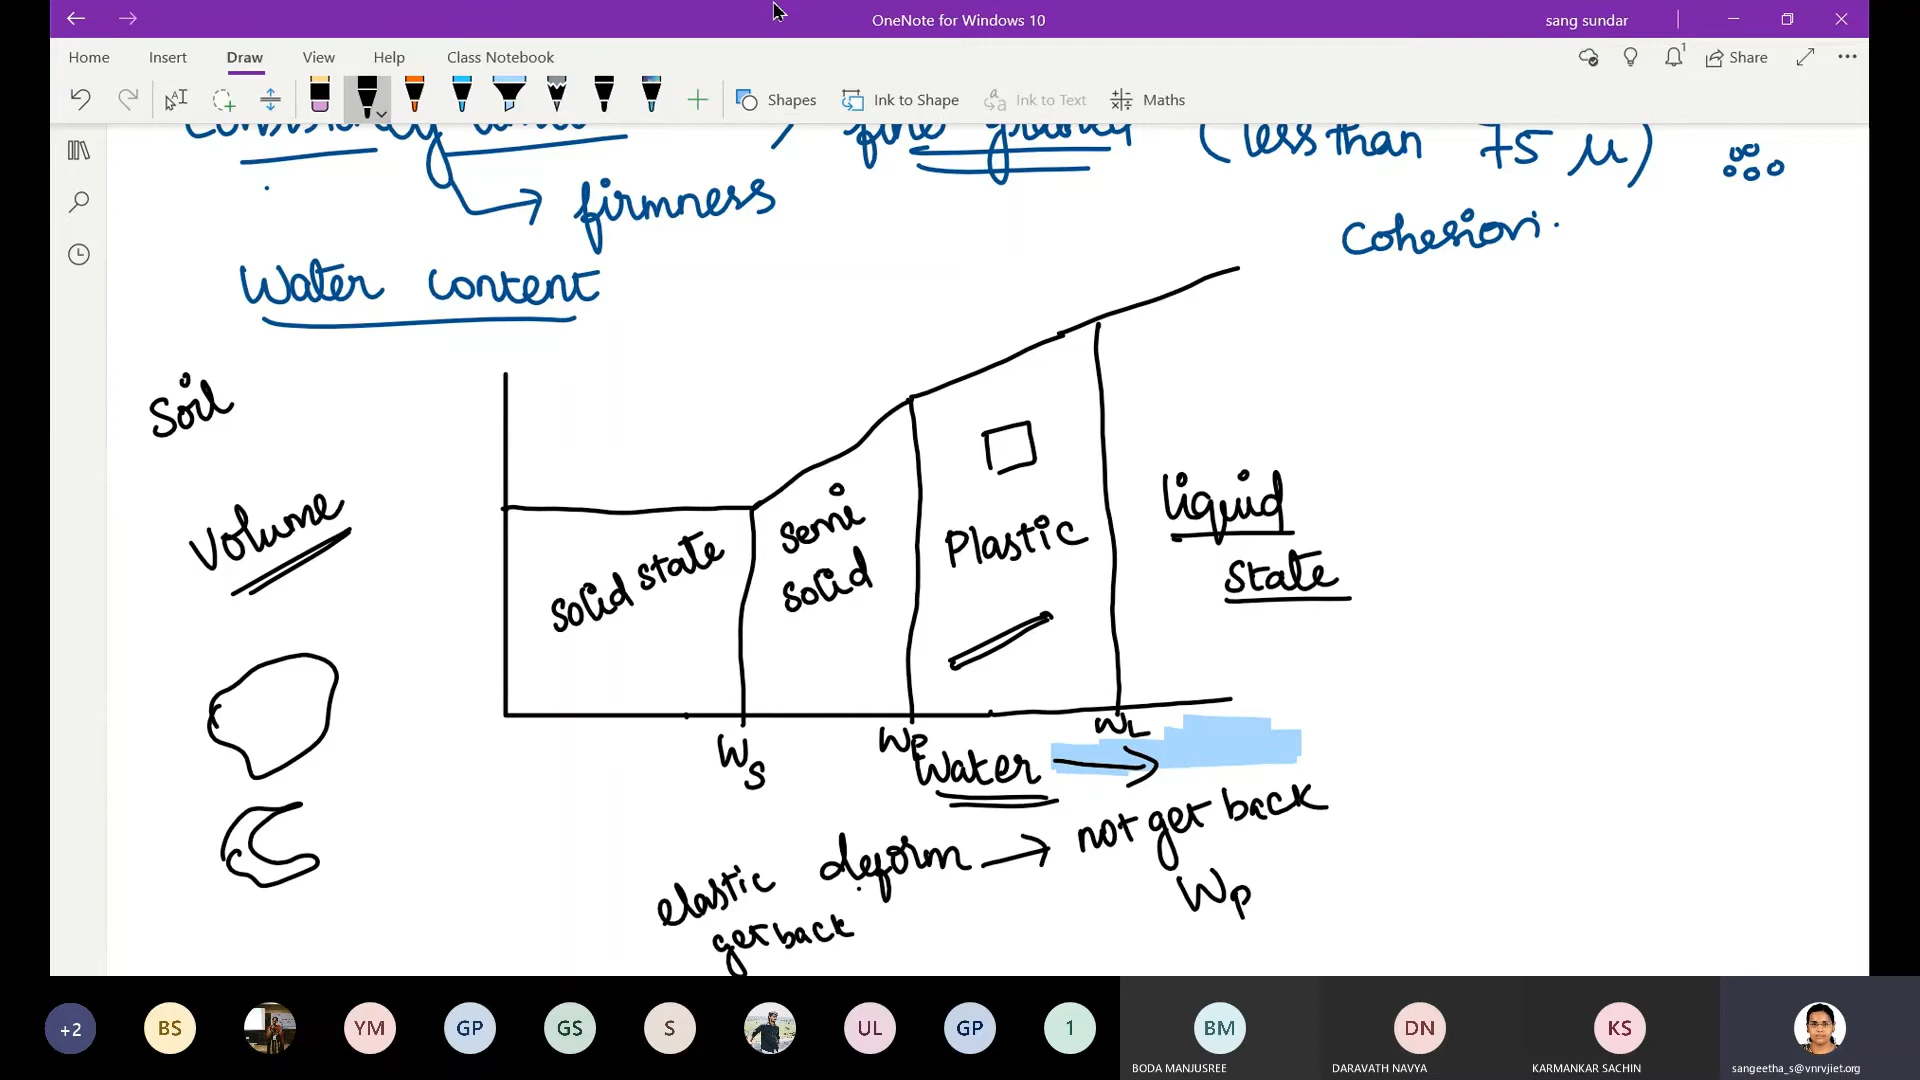 OneNote for Windows 10
sang sundar
Home Insert Draw View Help Class Notebook
Share
Shapes Ink to Shape Ink to Text Maths
(less than 75 μ)
firmness
Cohesion.
Water content
Soil
Volume
Solid state
Semi
Solid
Plastic
Liquid
State
Ws
Wp
WL
Water
elastic deform → not get back
get back
Wp
+2 BS YM GP GS S UL GP 1 BM DN KS
BODA MANJUSREE DARAVATH NAVYA KARMANKAR SACHIN sangeetha_s@vnrvjiet.org